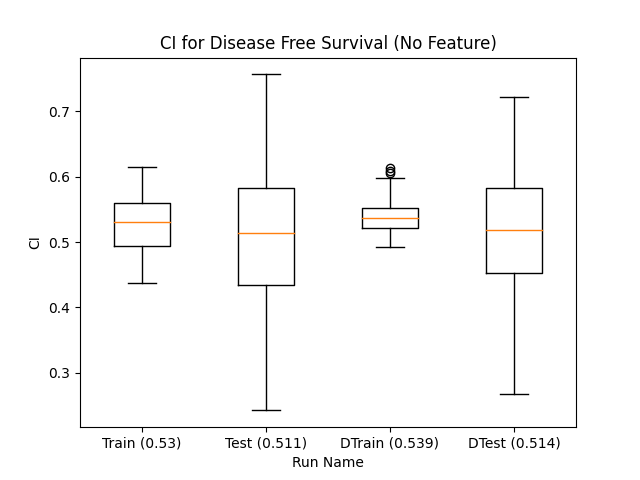 CI for Disease Free Survival (No Feature)
0.7
0.6
0.5
0.4
0.3
CI
Train (0.53)
Test (0.511)
DTrain (0.539)
DTest (0.514)
Run Name